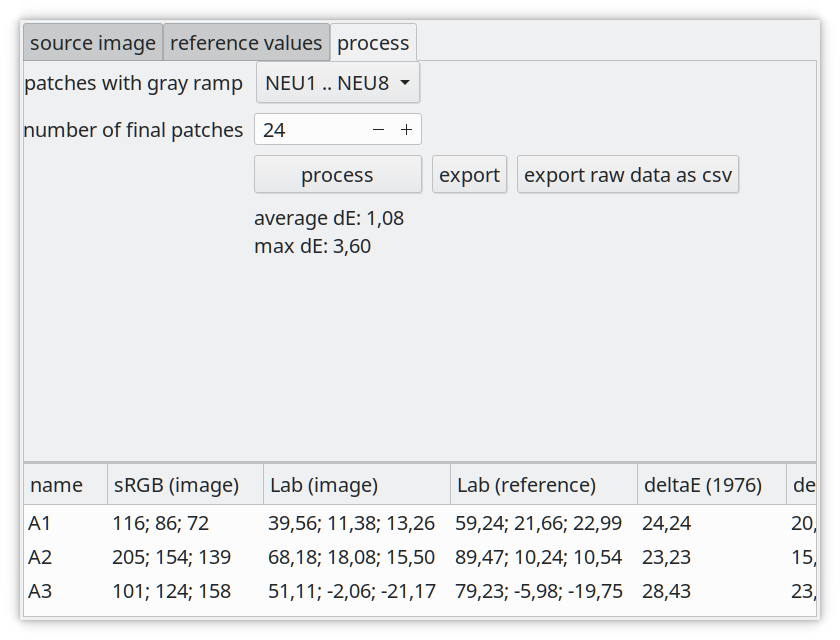 source image reference values process
patches with gray ramp NEU1 .. NEU8
number of final patches 24 − +
process export export raw data as csv
average dE: 1,08
max dE: 3,60
name sRGB (image) Lab (image) Lab (reference) deltaE (1976) de
A1 116; 86; 72 39,56; 11,38; 13,26 59,24; 21,66; 22,99 24,24 20,
A2 205; 154; 139 68,18; 18,08; 15,50 89,47; 10,24; 10,54 23,23 15,
A3 101; 124; 158 51,11; -2,06; -21,17 79,23; -5,98; -19,75 28,43 23,